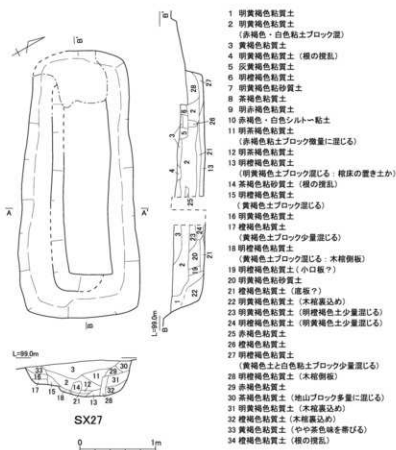 1 明黄褐色粘質土
2 明黄褐色粘質土
(赤褐色・白色粘土ブロック混)
3 黄褐色粘質土
4 明黄褐色粘質土 (根の撹乱)
5 灰黄褐色粘質土
6 明橙褐色粘質土
7 明黄褐色粘砂質土
8 茶褐色粘質土
9 明赤褐色粘質土
10 赤褐色・白色シルト〜粘土
11 明茶褐色粘質土
(赤褐色粘土ブロック微量に混じる)
12 明茶褐色粘質土
13 明橙褐色粘質土
(明黄褐色土ブロック混じる：棺床の置き土か)
14 茶褐色粘砂質土 (根の撹乱)
15 明橙褐色粘質土
(黄褐色土ブロック混じる)
16 明黄褐色粘質土
17 橙褐色粘質土
(黄褐色土ブロック少量混じる)
18 明橙褐色粘質土
(黄褐色土ブロック混じる：木棺側板)
19 明橙褐色粘質土 (小口板?)
20 明黄褐色粘砂質土
21 橙褐色粘質土 (底板?)
22 明黄褐色粘質土 (木棺裏込め)
23 明黄褐色粘質土 (明橙褐色土少量混じる)
24 明橙褐色粘質土 (明黄褐色土少量混じる)
25 赤褐色粘質土
26 橙褐色粘質土
27 明橙褐色粘質土
(黄褐色土と白色粘土ブロック少量混じる)
28 明橙褐色粘質土 (木棺側板)
29 赤褐色粘質土
30 茶褐色粘質土 (地山ブロック多量に混じる)
31 明黄褐色粘質土 (木棺裏込め)
32 橙褐色粘質土 (木棺裏込め)
33 黄褐色粘質土 (やや茶色味を帯びる)
34 橙褐色粘質土 (根の撹乱)
B'
B'
A
A'
B
B
L=99.0m
L=99.0m
SX27
0 1m